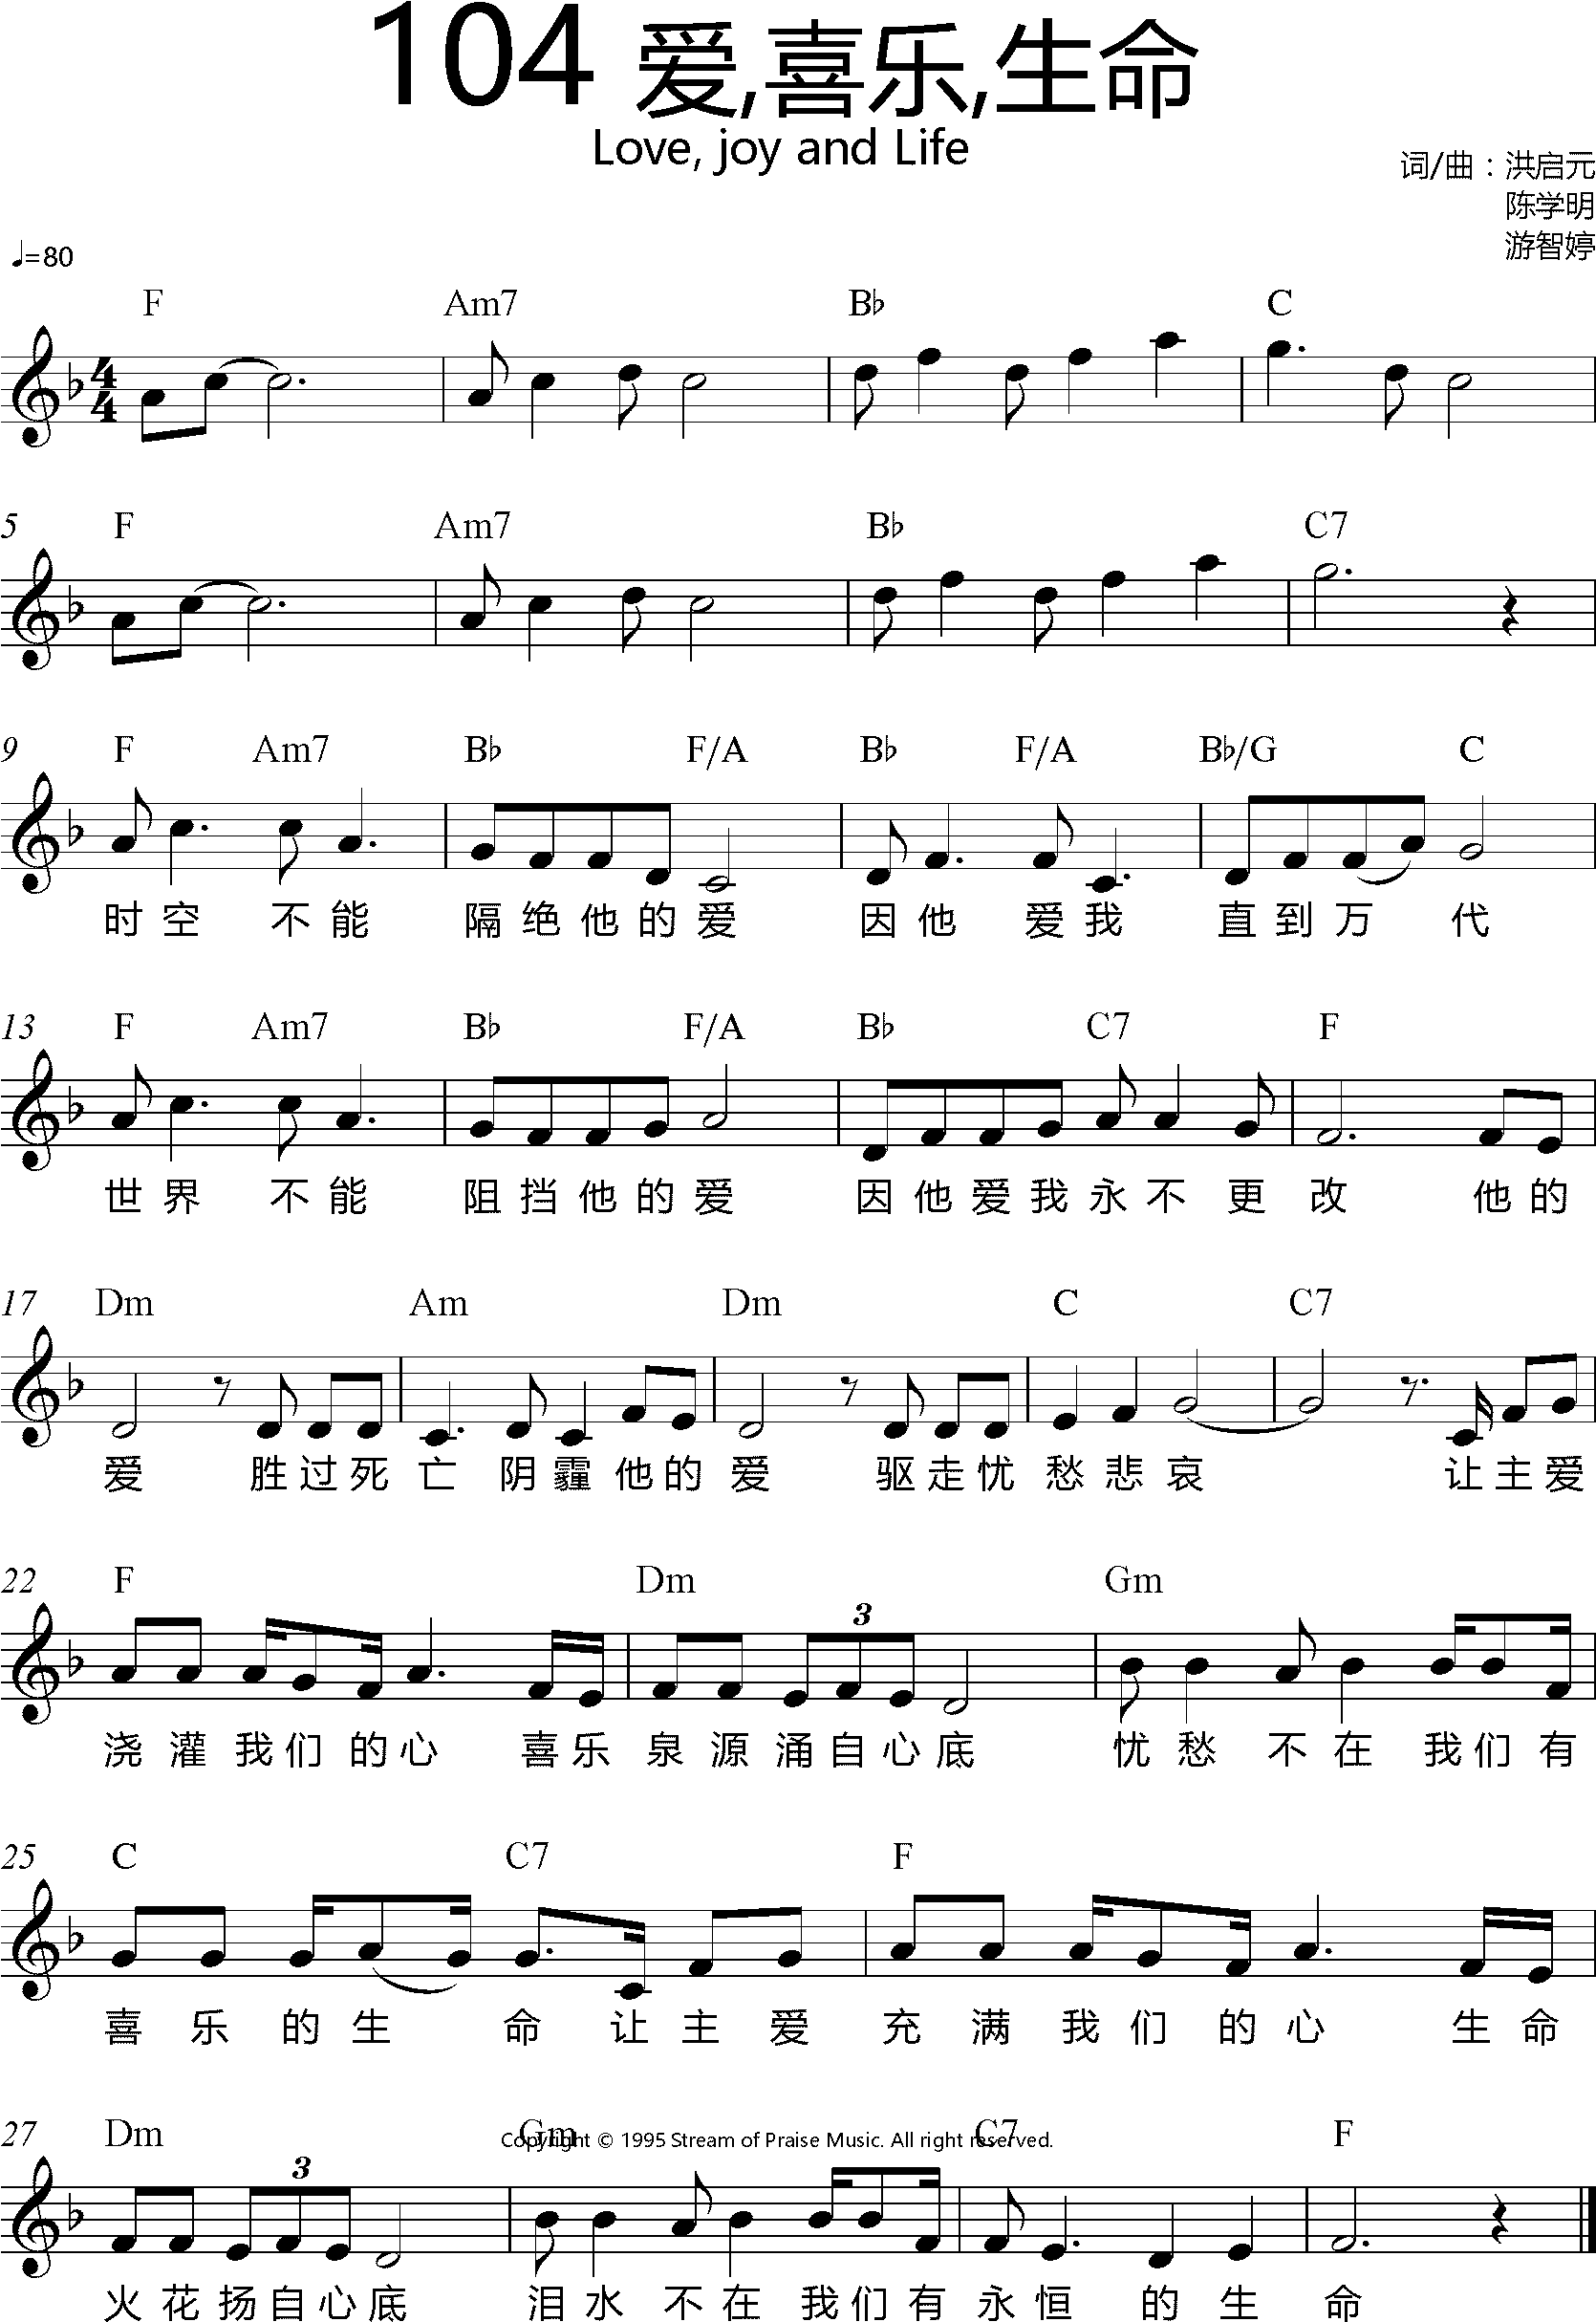 104 爱,喜乐,生命
Love, joy and Life
词/曲：洪启元
陈学明
游智婷
♩=80
F Am7 B♭ C
4/4
5 F Am7 B♭ C7
9 F Am7 B♭ F/A B♭ F/A B♭/G C
时空 不能 隔绝他的爱 因他 爱我 直到万 代
13 F Am7 B♭ F/A B♭ C7 F
世界 不能 阻挡他的爱 因他爱我永不更改 他的
17 Dm Am Dm C C7
爱 胜过死亡阴霾他的爱 驱走忧愁悲哀 让主爱
22 F Dm Gm
3
浇灌我们的心 喜乐泉源涌自心底 忧愁不在我们有
25 C C7 F
喜乐的生 命让主爱充满我们的心 生命
27 Dm Gm C7 F
Copyright © 1995 Stream of Praise Music. All right reserved.
3
火花扬自心底 泪水不在我们有永恒的生命